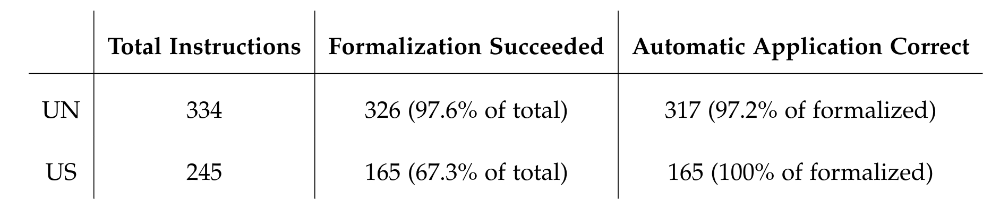 Total Instructions Formalization Succeeded Automatic Application Correct
UN 334 326 (97.6% of total) 317 (97.2% of formalized)
US 245 165 (67.3% of total) 165 (100% of formalized)